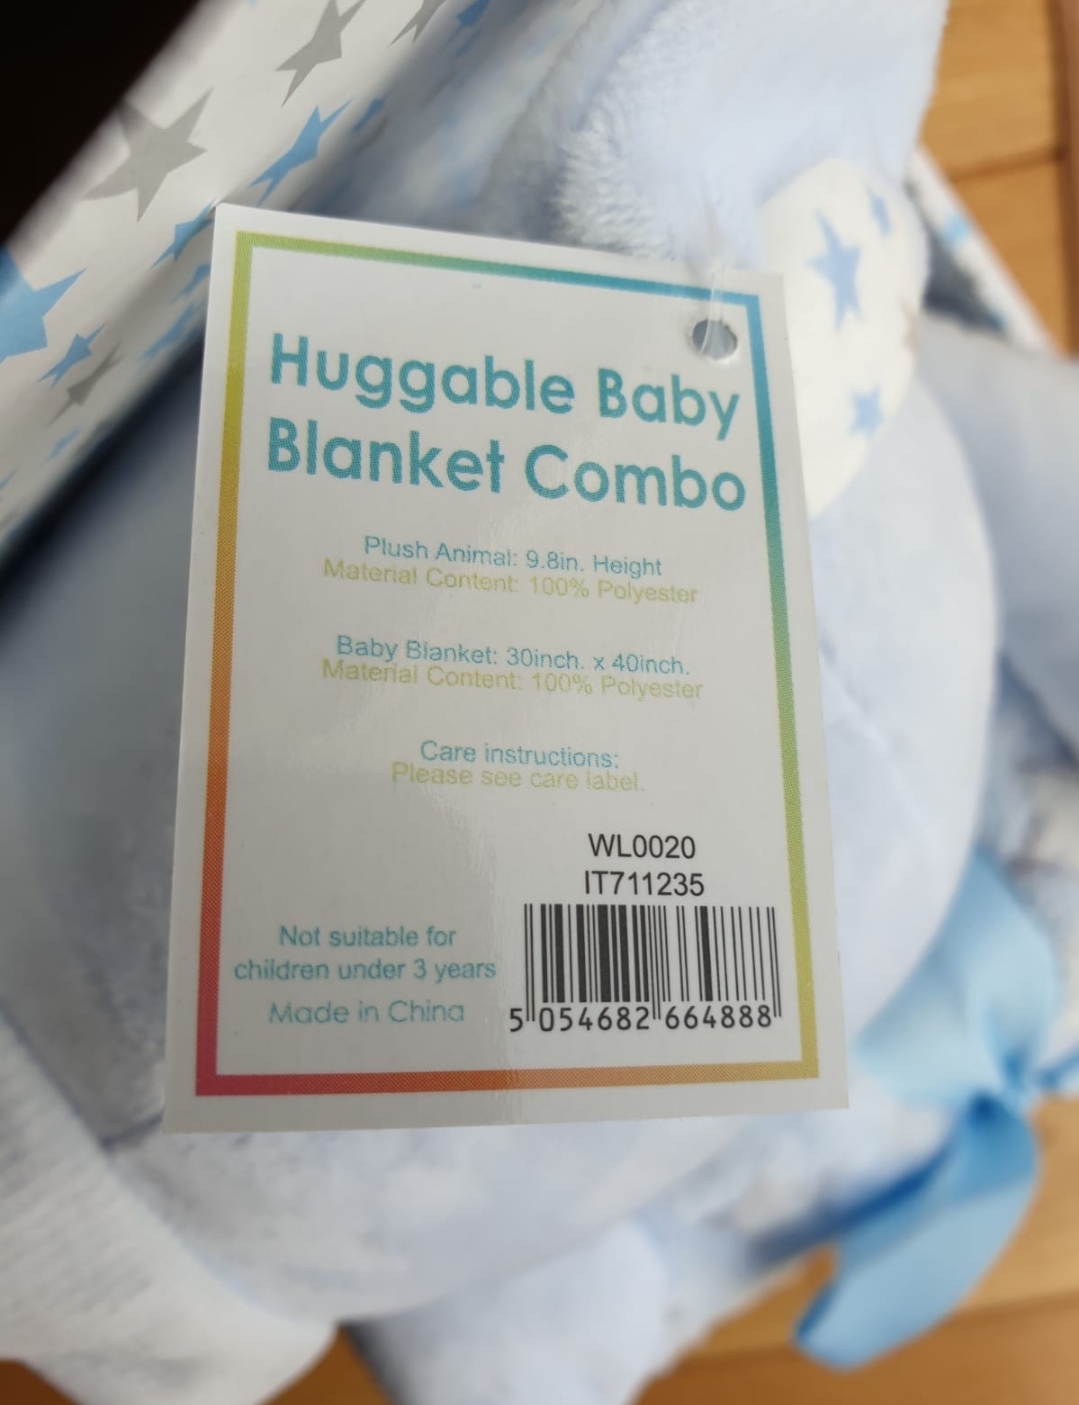 Huggable Baby
Blanket Combo
Plush Animal: 9.8in. Height
Material Content: 100% Polyester
Baby Blanket: 30inch. x 40inch.
Material Content: 100% Polyester
Care instructions:
Please see care label.
WL0020
IT711235
Not suitable for
children under 3 years
Made in China
5 054682 664888